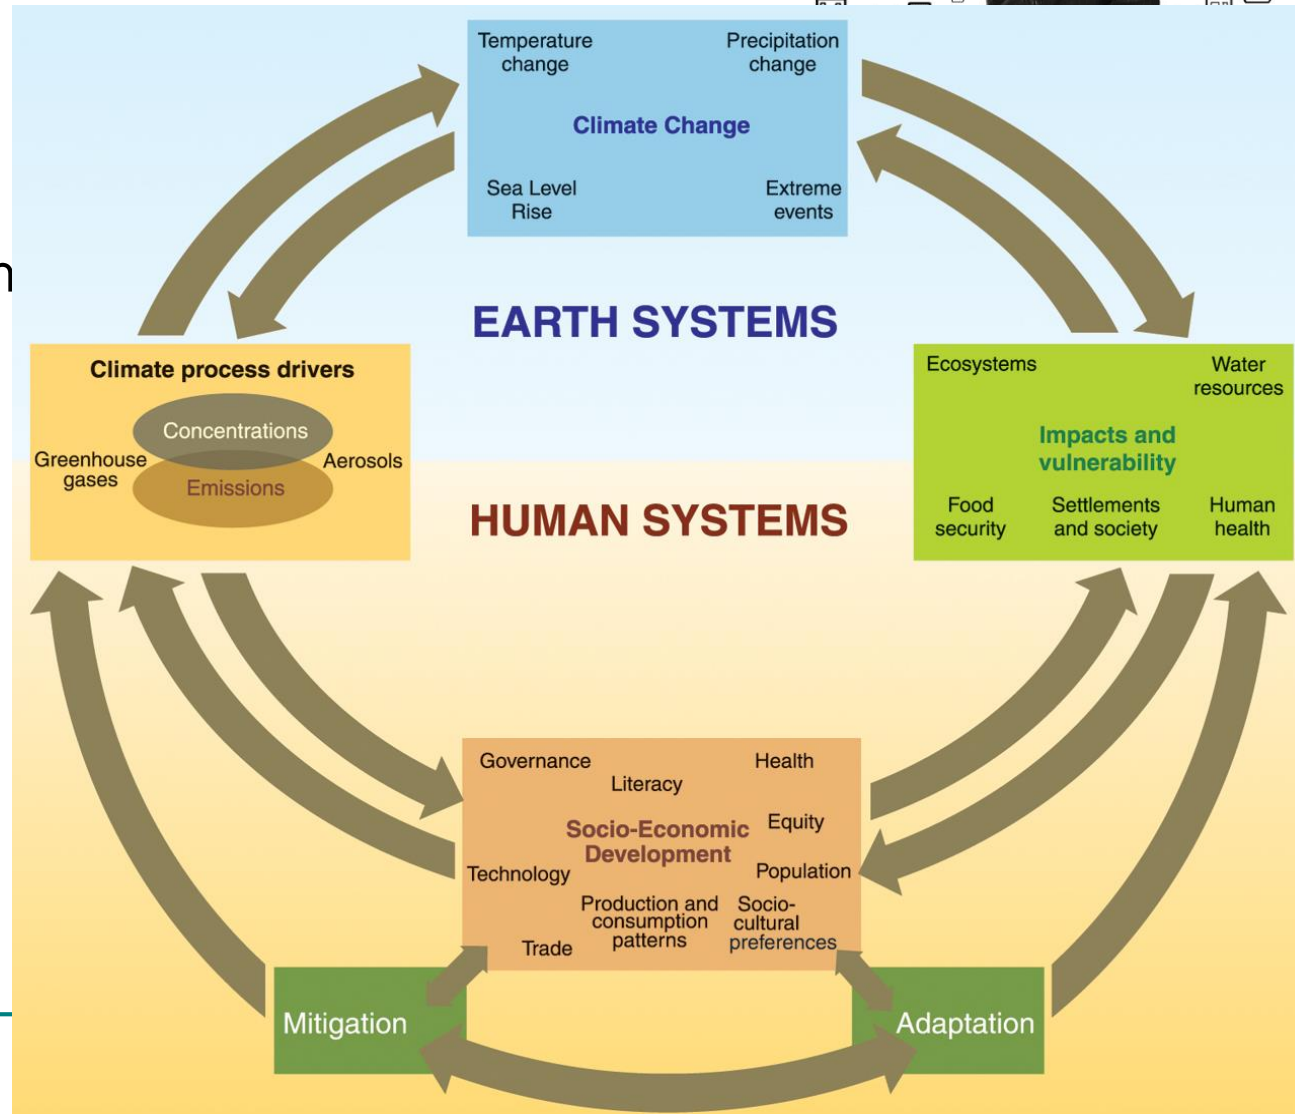 Temperature
change
Precipitation
change
Climate Change
Sea Level
Rise
Extreme
events
EARTH SYSTEMS
Climate process drivers
Concentrations
Greenhouse
gases
Aerosols
Emissions
Ecosystems
Water
resources
Impacts and
vulnerability
Food
security
Settlements
and society
Human
health
HUMAN SYSTEMS
Governance
Literacy
Health
Socio-Economic
Development
Equity
Technology
Population
Production and
consumption
patterns
Socio-
cultural
preferences
Trade
Mitigation
Adaptation